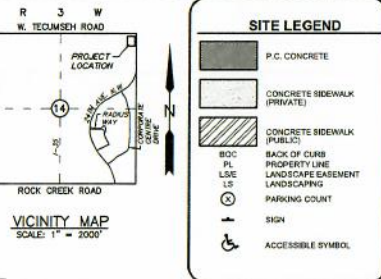 R 3 W
W. TECUMSEH ROAD
PROJECT
LOCATION
24TH AVE N.W.
14
RADIUS
WAY
CORPORATE
CENTRE
DRIVE
I-35
N
ROCK CREEK ROAD
VICINITY MAP
SCALE: 1" = 2000'
SITE LEGEND
P.C. CONCRETE
CONCRETE SIDEWALK
(PRIVATE)
CONCRETE SIDEWALK
(PUBLIC)
BOC BACK OF CURB
PL PROPERTY LINE
LS/E LANDSCAPE EASEMENT
LS LANDSCAPING
X PARKING COUNT
SIGN
ACCESSIBLE SYMBOL